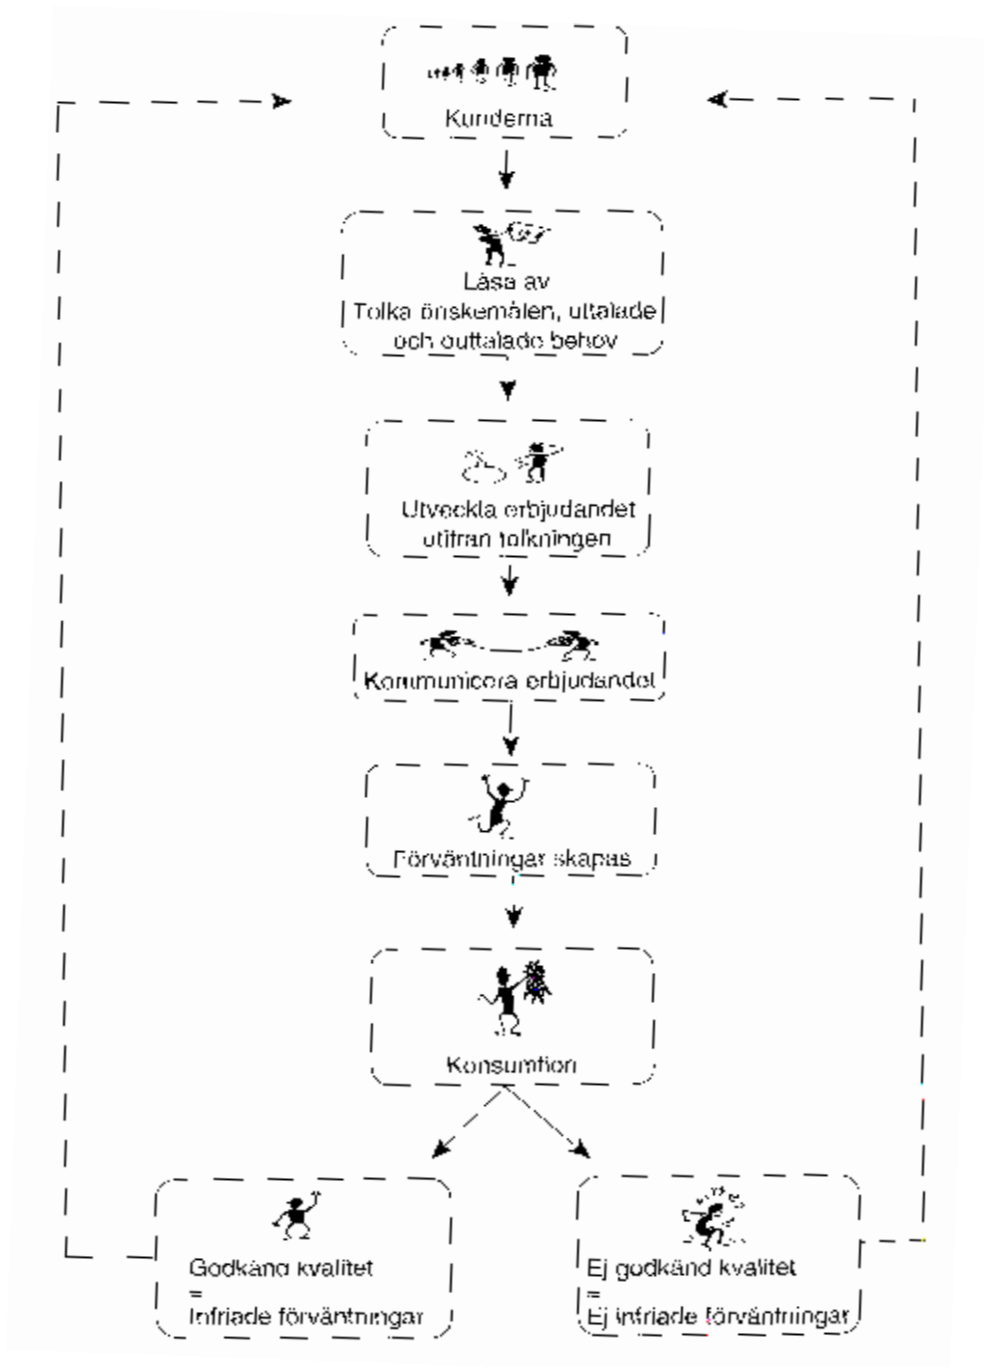 Kunderna
Läsa av
Tolka önskemålen, uttalade
och outtalade behov
Utveckla erbjudandet
utifrån tolkningen
Kommunicera erbjudandet
Förväntningar skapas
Konsumtion
Godkänd kvalitet
=
Infriade förväntningar
Ej godkänd kvalitet
=
Ej infriade förväntningar